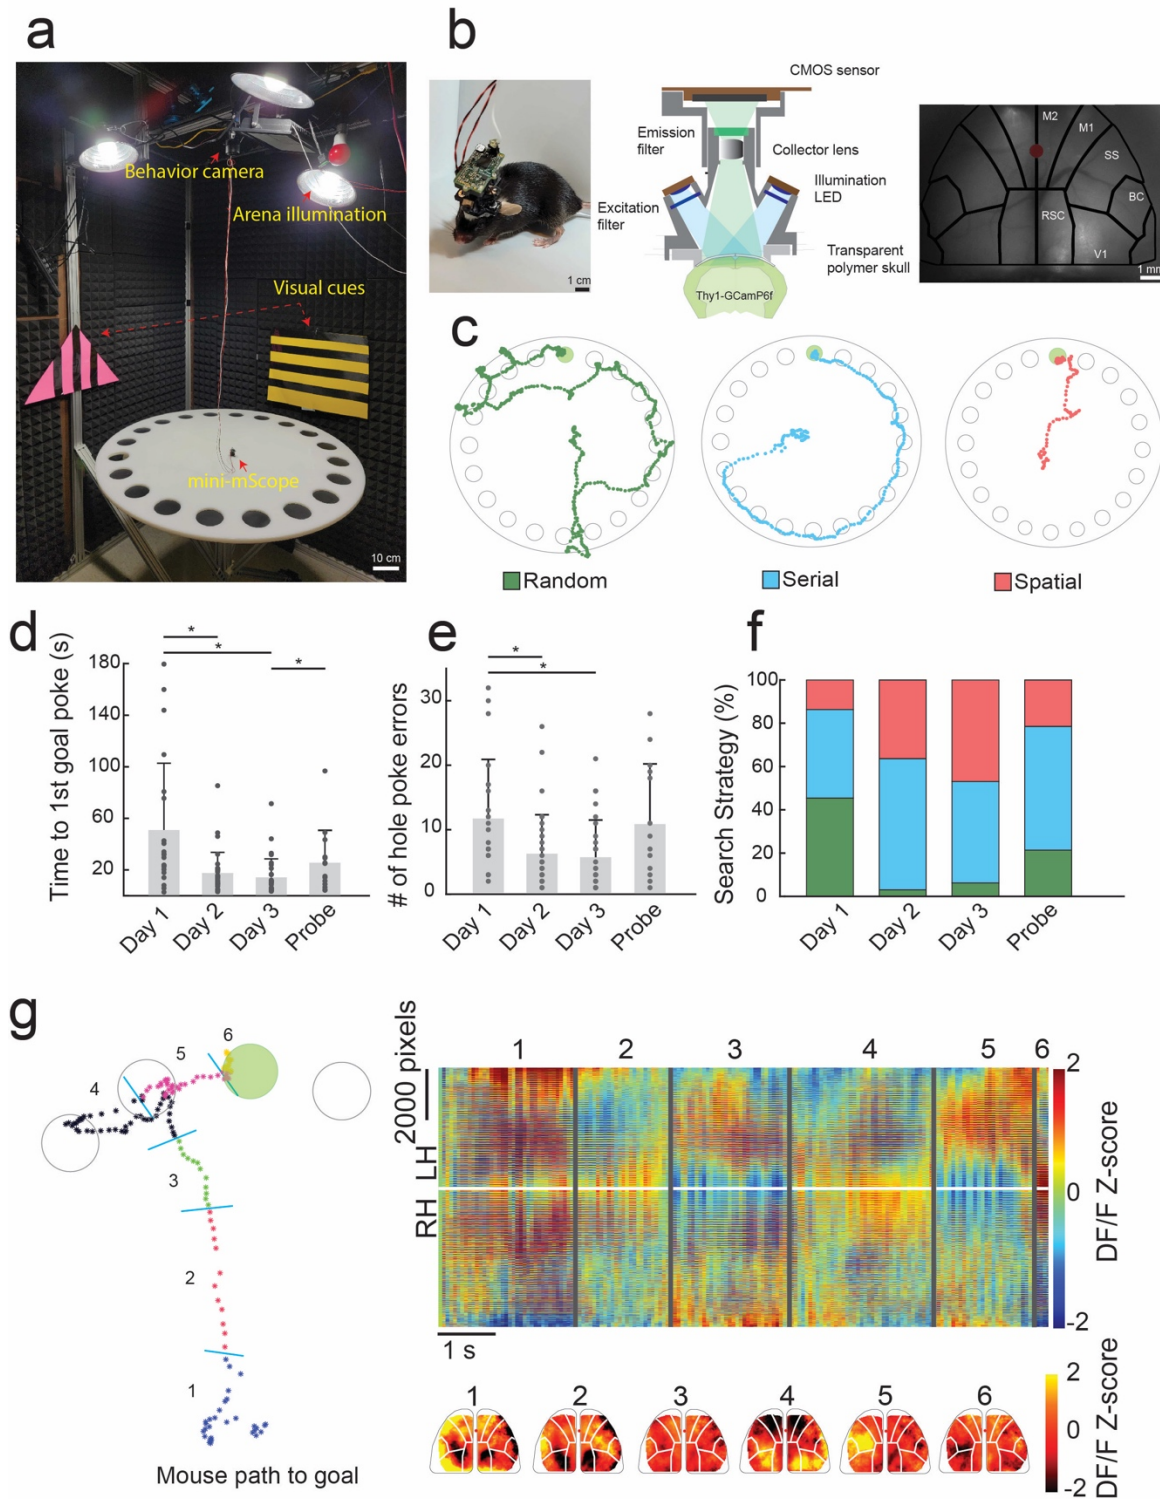 a
Behavior camera
Arena illumination
Visual cues
mini-mScope
10 cm
b
1 cm
CMOS sensor
Emission
filter
Collector lens
Illumination
LED
Excitation
filter
Transparent
polymer skull
Thy1-GCamP6f
M2
M1
SS
BC
RSC
V1
1 mm
c
Random
Serial
Spatial
d
Time to 1st goal poke (s)
180
140
100
60
20
* * *
Day 1 Day 2 Day 3 Probe
e
# of hole poke errors
30
20
10
0
* *
Day 1 Day 2 Day 3 Probe
f
Search Strategy (%)
100
80
60
40
20
0
Day 1 Day 2 Day 3 Probe
g
6
5
4
3
2
1
Mouse path to goal
2000 pixels
LH
RH
1 2 3 4 5 6
2
0
-2
DF/F Z-score
1 s
1 2 3 4 5 6
2
0
-2
DF/F Z-score